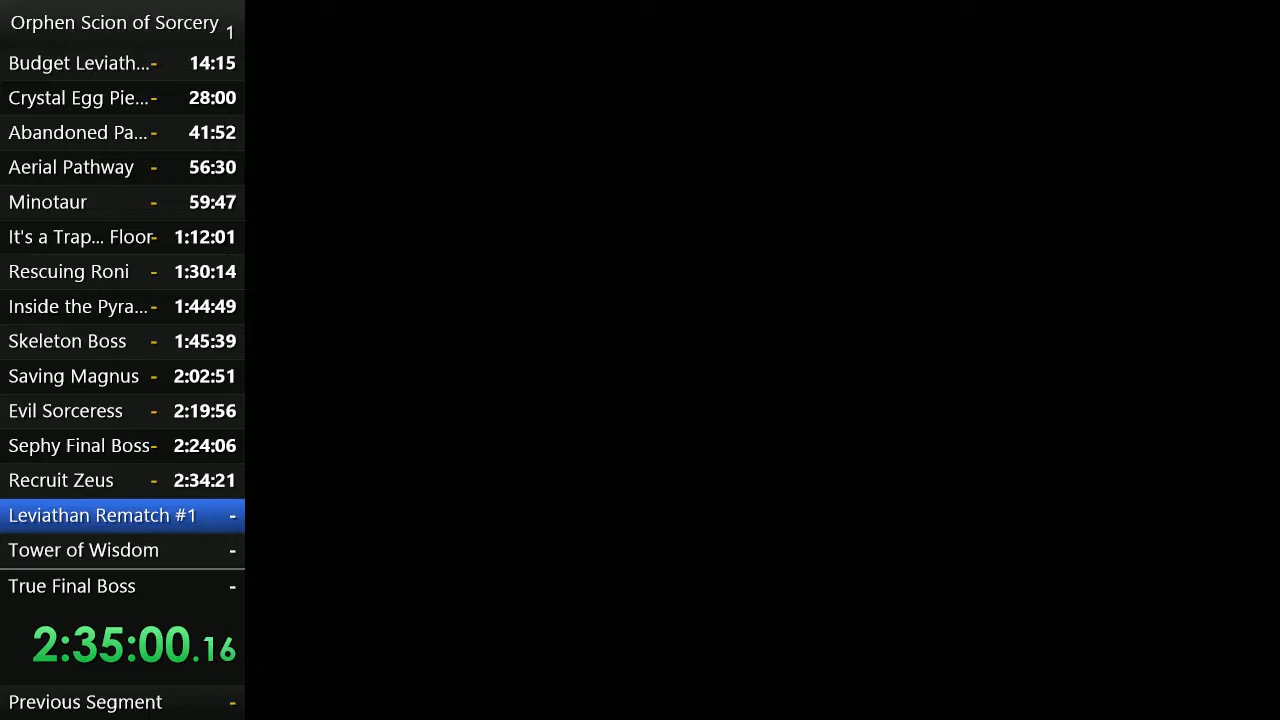 Orphen Scion of Sorcery 1
Budget Leviath... - 14:15
Crystal Egg Pie... - 28:00
Abandoned Pa... - 41:52
Aerial Pathway - 56:30
Minotaur - 59:47
It's a Trap... Floor - 1:12:01
Rescuing Roni - 1:30:14
Inside the Pyra... - 1:44:49
Skeleton Boss - 1:45:39
Saving Magnus - 2:02:51
Evil Sorceress - 2:19:56
Sephy Final Boss - 2:24:06
Recruit Zeus - 2:34:21
Leviathan Rematch #1 -
Tower of Wisdom -
True Final Boss -
2:35:00.16
Previous Segment -